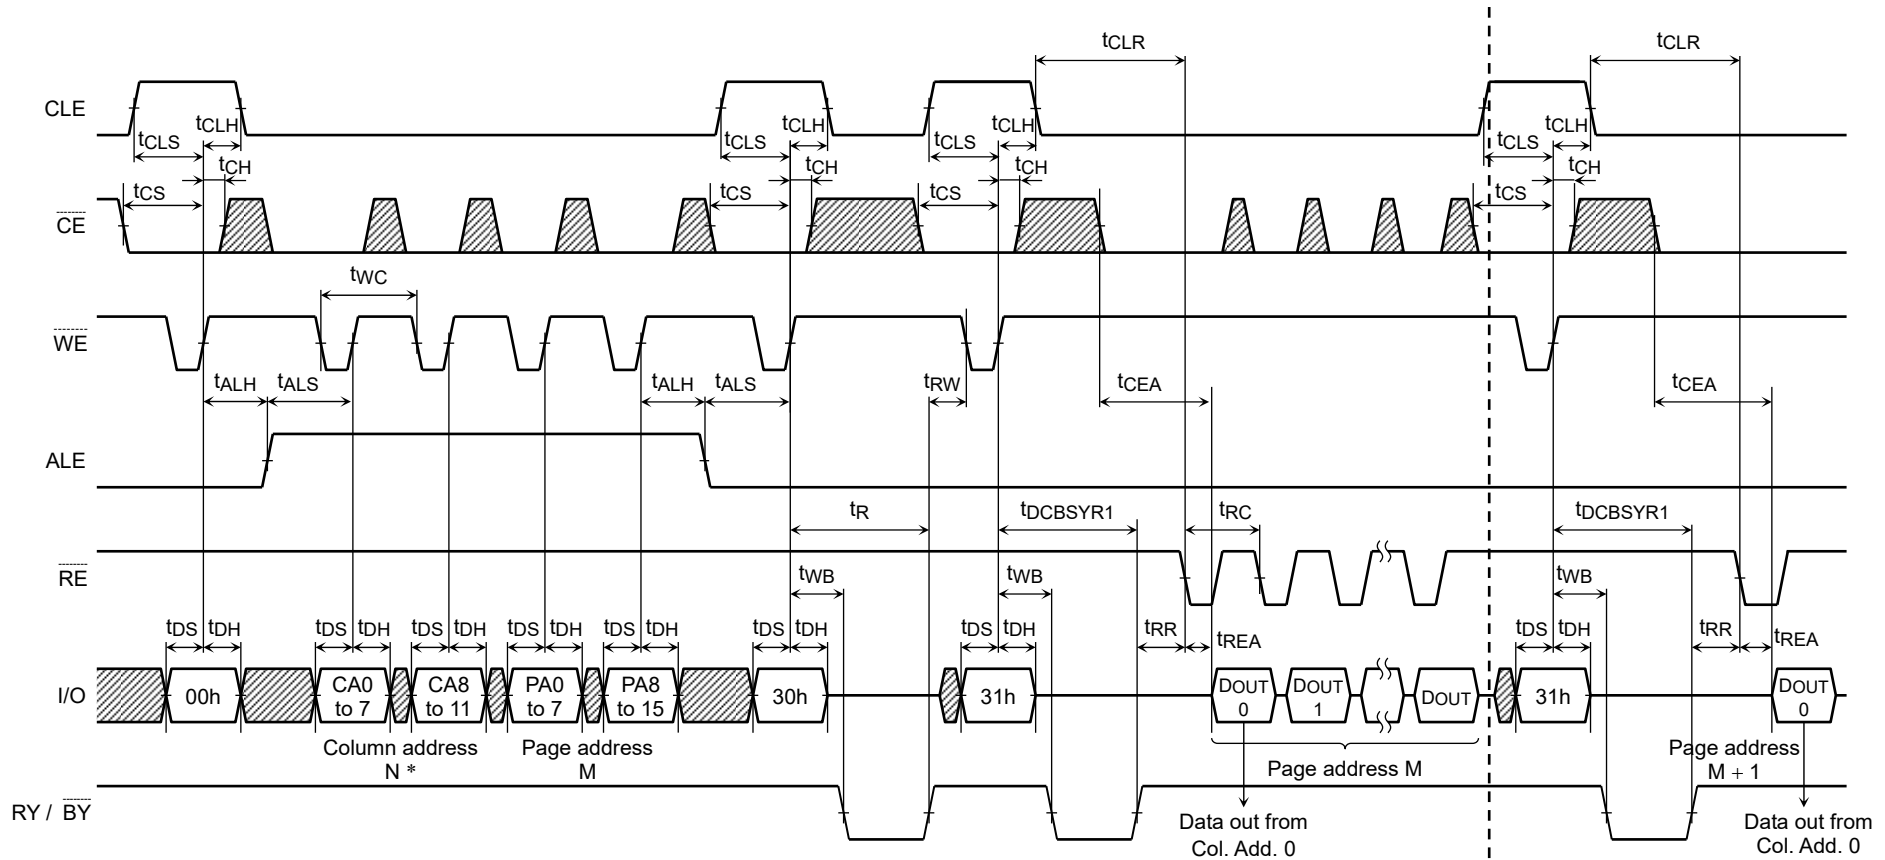 tCLR tCLR
CLE
tCLS tCLH tCLS tCLH tCLS tCLH tCLS tCLH
tCH tCH tCH tCH
tCS tCS tCS tCS
CE
tWC
WE
tALH tALS tALH tALS tRW tCEA tCEA
ALE
tR tDCBSYR1 tRC tDCBSYR1
RE
tWB tWB tWB
tDS tDH tDS tDH tDS tDH tDS tDH tDS tDH tDS tDH tDS tDH tRR tREA tDS tDH tRR tREA
I/O
00h
CA0
to 7
CA8
to 11
PA0
to 7
PA8
to 15
30h
31h
DOUT
0
DOUT
1
DOUT
31h
DOUT
0
Column address
N *
Page address
M
Page address M
Page address
M + 1
RY / BY
Data out from
Col. Add. 0
Data out from
Col. Add. 0